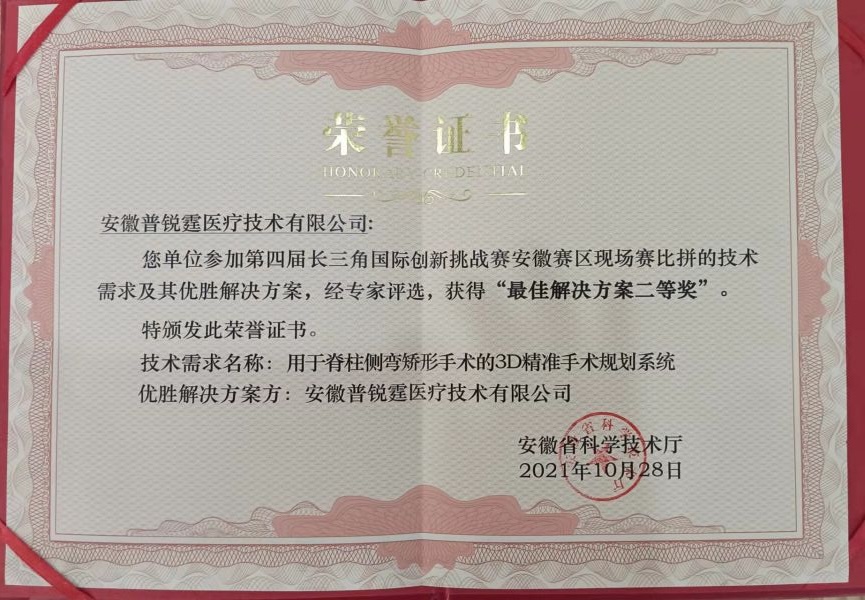 荣誉证书
HONORARY CREDENTIAL
安徽普锐霆医疗技术有限公司:
您单位参加第四届长三角国际创新挑战赛安徽赛区现场赛比拼的技术
需求及其优胜解决方案，经专家评选，获得“最佳解决方案二等奖”。
特颁发此荣誉证书。
技术需求名称：用于脊柱侧弯矫形手术的3D精准手术规划系统
优胜解决方案方：安徽普锐霆医疗技术有限公司
安徽省科学技术厅
2021年10月28日